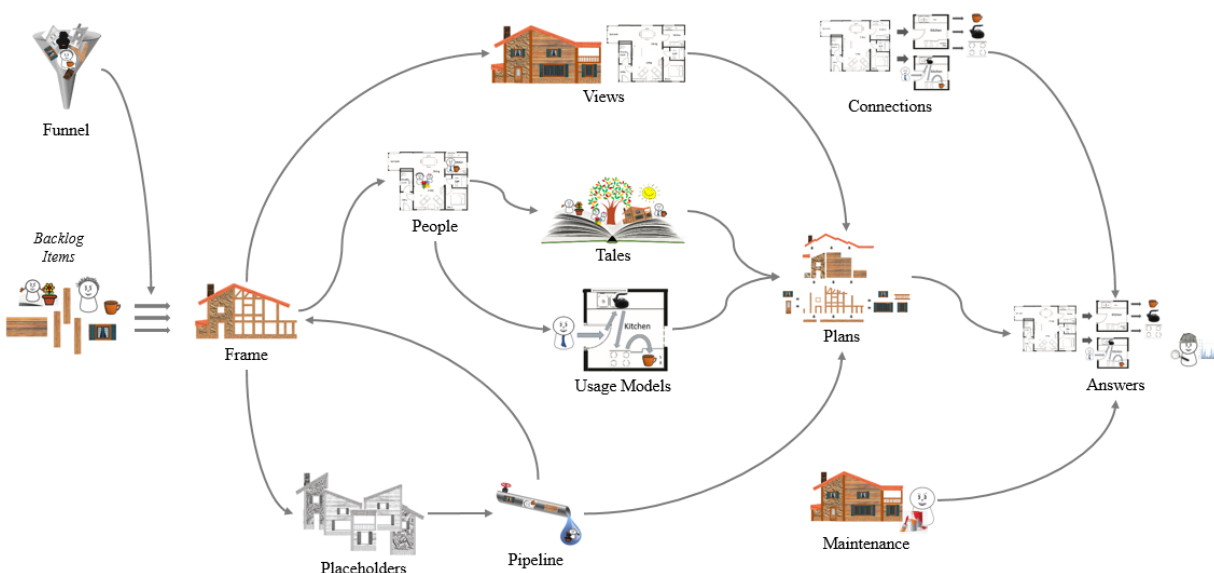 Funnel
Views
Connections
People
Backlog
Items
Tales
Kitchen
Frame
Usage Models
Plans
Answers
Placeholders
Pipeline
Maintenance